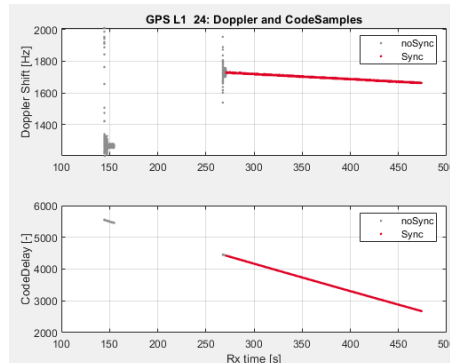 GPS L1 24: Doppler and CodeSamples
Doppler Shift [Hz]
2000
1800
1600
1400
100 150 200 250 300 350 400 450 500
noSync
Sync
CodeDelay [-]
6000
5000
4000
3000
2000
100 150 200 250 300 350 400 450 500
noSync
Sync
Rx time [s]